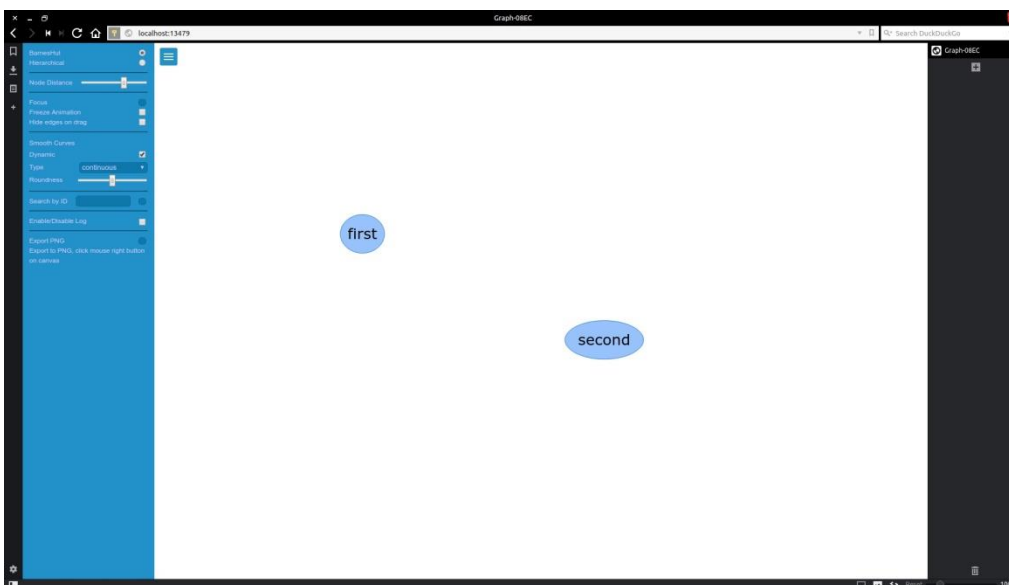 Graph-08EC
localhost:13479
Search DuckDuckGo
Graph-08EC
BarnesHut
Hierarchical
Node Distance
Focus
Freeze Animation
Hide edges on drag
Smooth Curves
Dynamic
Type continuous
Roundness
Search by ID
Enable/Disable Log
Export PNG
Export to PNG, click mouse right button
on canvas
first
second
Reset